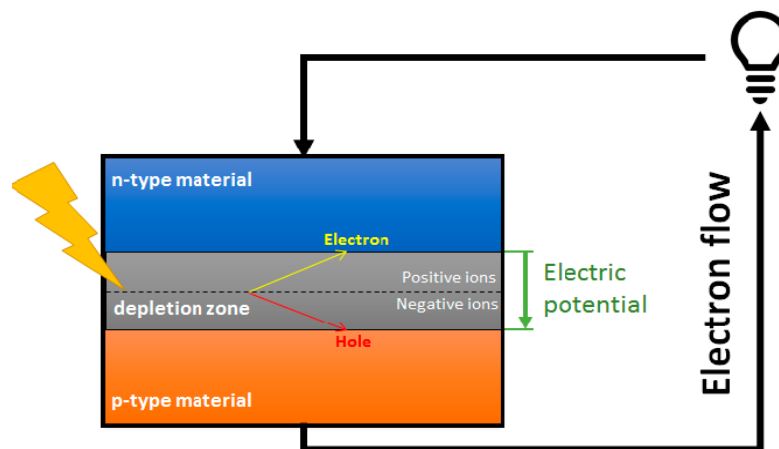 n-type material
Electron
Positive ions
Negative ions
depletion zone
Hole
p-type material
Electric
potential
Electron flow